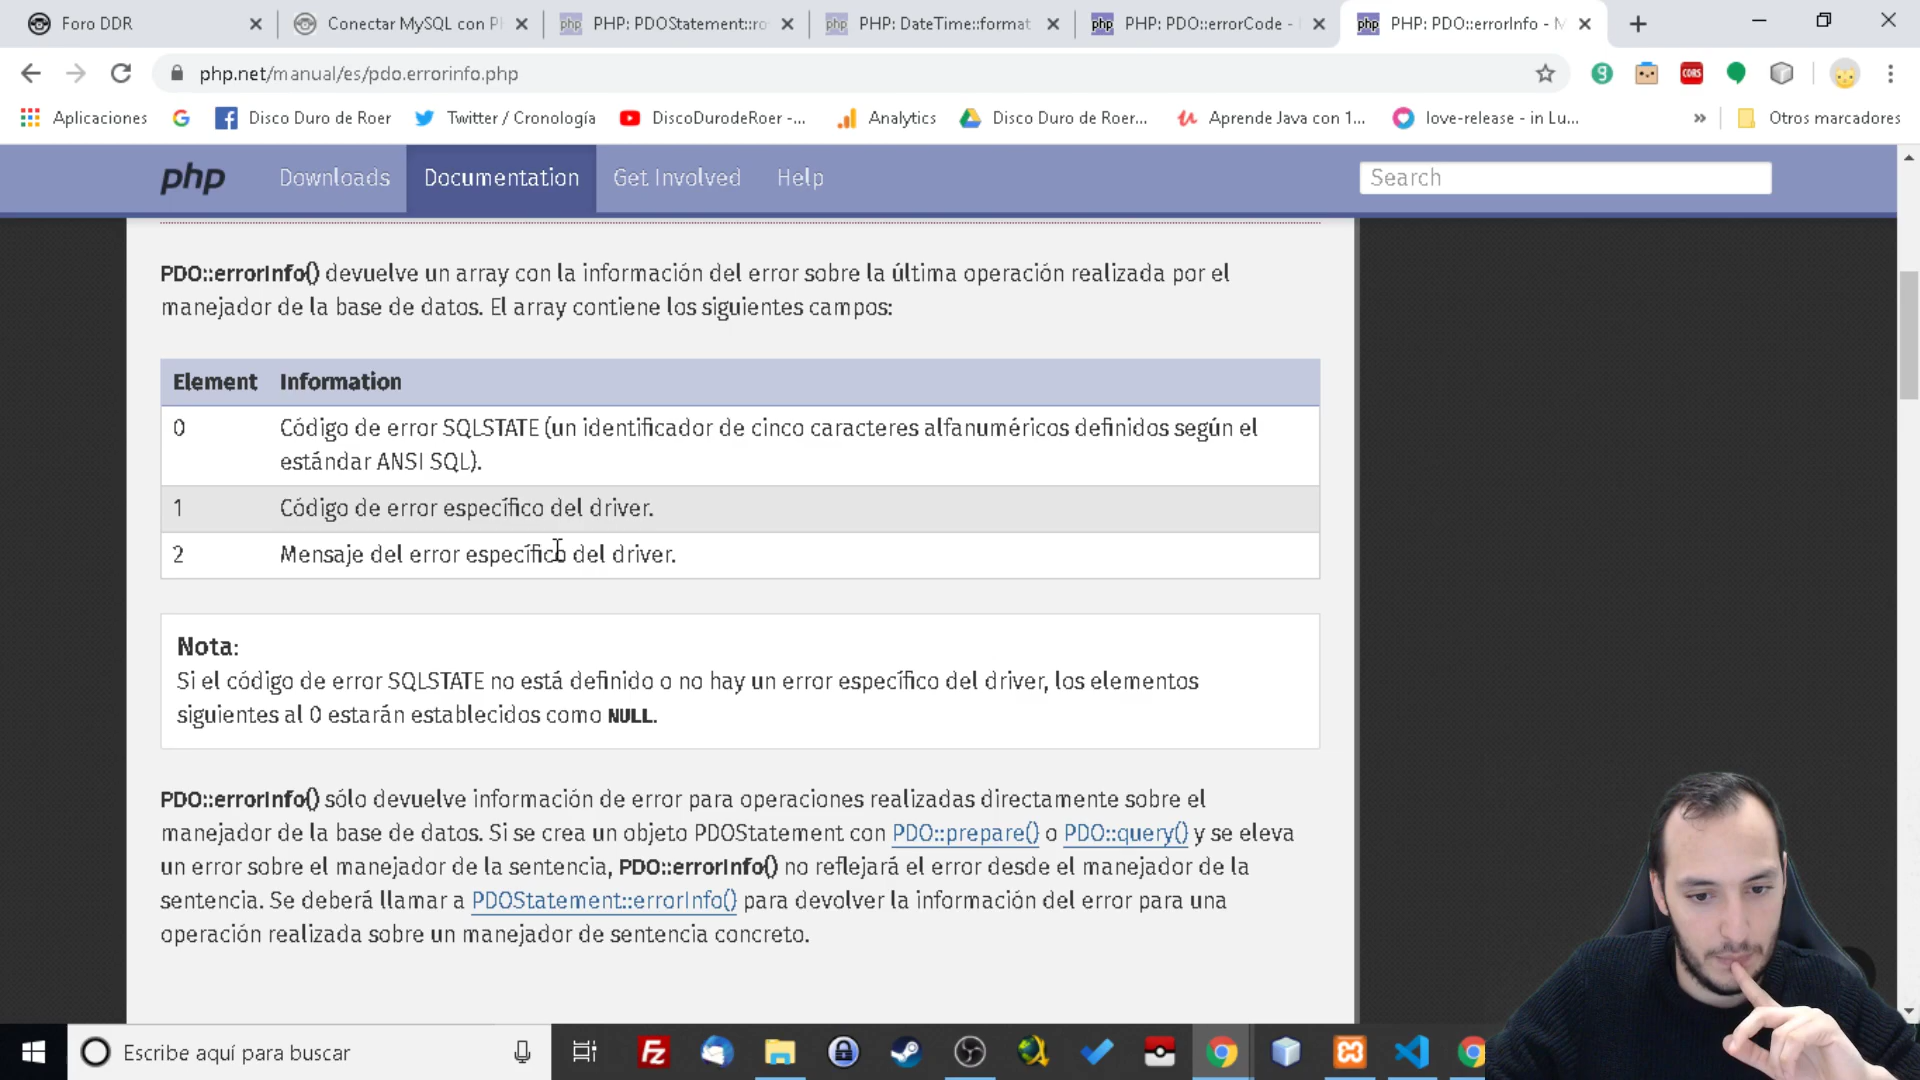 Foro DDR
Conectar MySQL con P
PHP: PDOStatement::ro
PHP: DateTime::format
PHP: PDO::errorCode -
PHP: PDO::errorInfo - M
php.net/manual/es/pdo.errorinfo.php
CORS
Aplicaciones
Disco Duro de Roer
Twitter / Cronología
DiscoDurodeRoer -...
Analytics
Disco Duro de Roer...
Aprende Java con 1...
love-release - in Lu...
»
Otros marcadores
php
Downloads
Documentation
Get Involved
Help
Search
PDO::errorInfo() devuelve un array con la información del error sobre la última operación realizada por el
manejador de la base de datos. El array contiene los siguientes campos:
Element Information
0 Código de error SQLSTATE (un identificador de cinco caracteres alfanuméricos definidos según el
estándar ANSI SQL).
1 Código de error específico del driver.
2 Mensaje del error específico del driver.
Nota:
Si el código de error SQLSTATE no está definido o no hay un error específico del driver, los elementos
siguientes al 0 estarán establecidos como NULL.
PDO::errorInfo() sólo devuelve información de error para operaciones realizadas directamente sobre el
manejador de la base de datos. Si se crea un objeto PDOStatement con PDO::prepare() o PDO::query() y se eleva
un error sobre el manejador de la sentencia, PDO::errorInfo() no reflejará el error desde el manejador de la
sentencia. Se deberá llamar a PDOStatement::errorInfo() para devolver la información del error para una
operación realizada sobre un manejador de sentencia concreto.
Escribe aquí para buscar
Fz